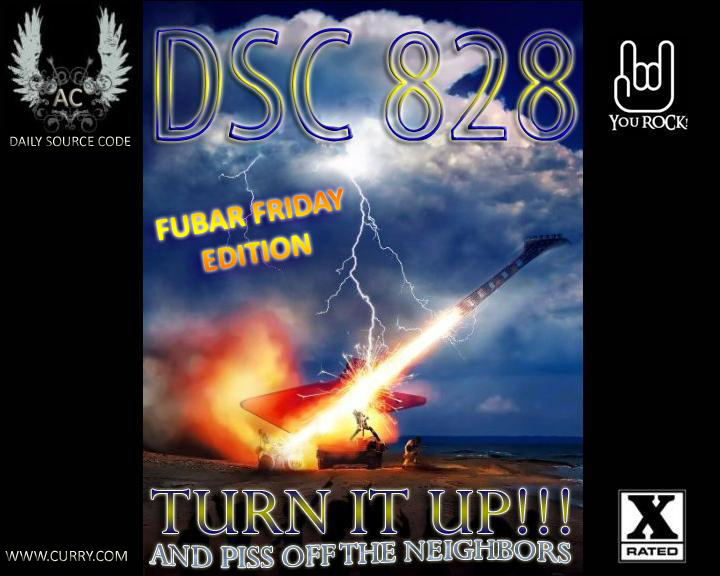 DSC 828
AC
DAILY SOURCE CODE
YOU ROCK!
FUBAR FRIDAY
EDITION
TURN IT UP!!!
AND PISS OFF THE NEIGHBORS
WWW.CURRY.COM
X
RATED